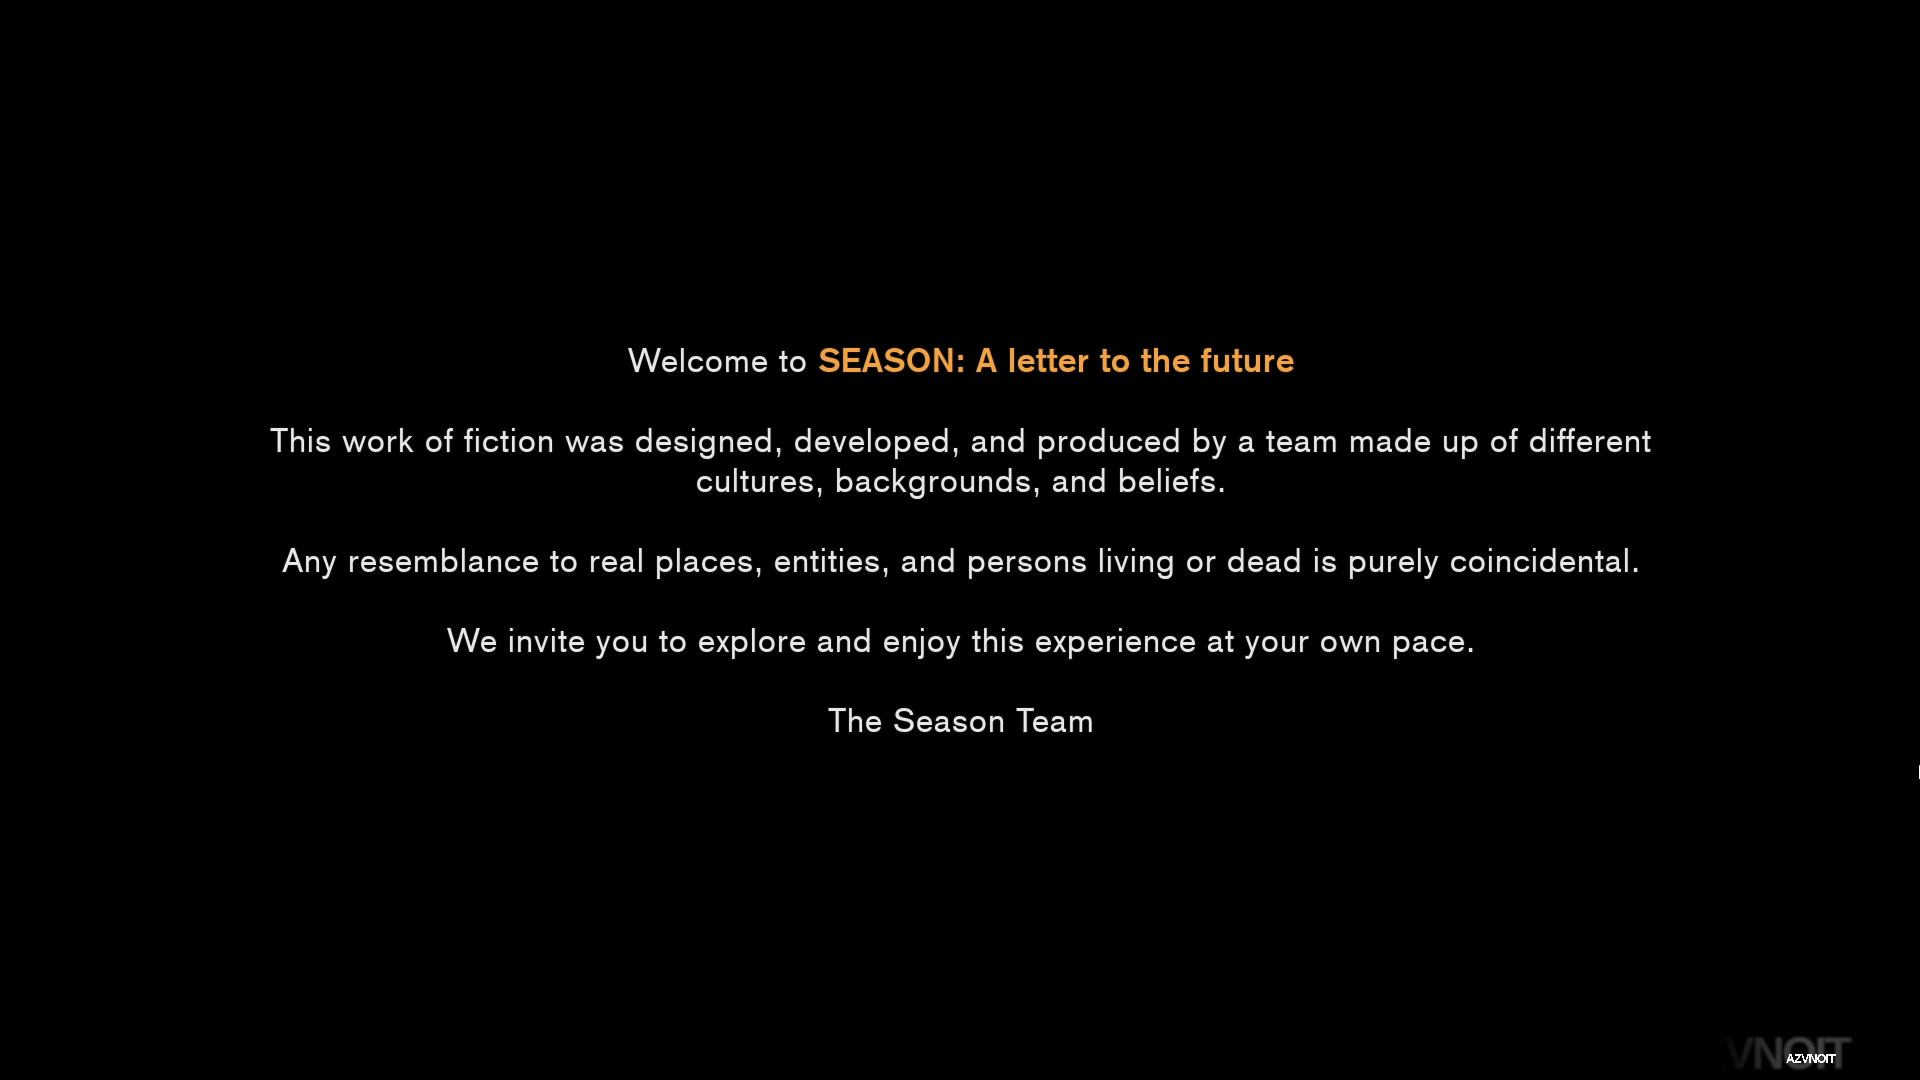 Welcome to SEASON: A letter to the future
This work of fiction was designed, developed, and produced by a team made up of different
cultures, backgrounds, and beliefs.
Any resemblance to real places, entities, and persons living or dead is purely coincidental.
We invite you to explore and enjoy this experience at your own pace.
The Season Team
VNOIT
AZVNOIT